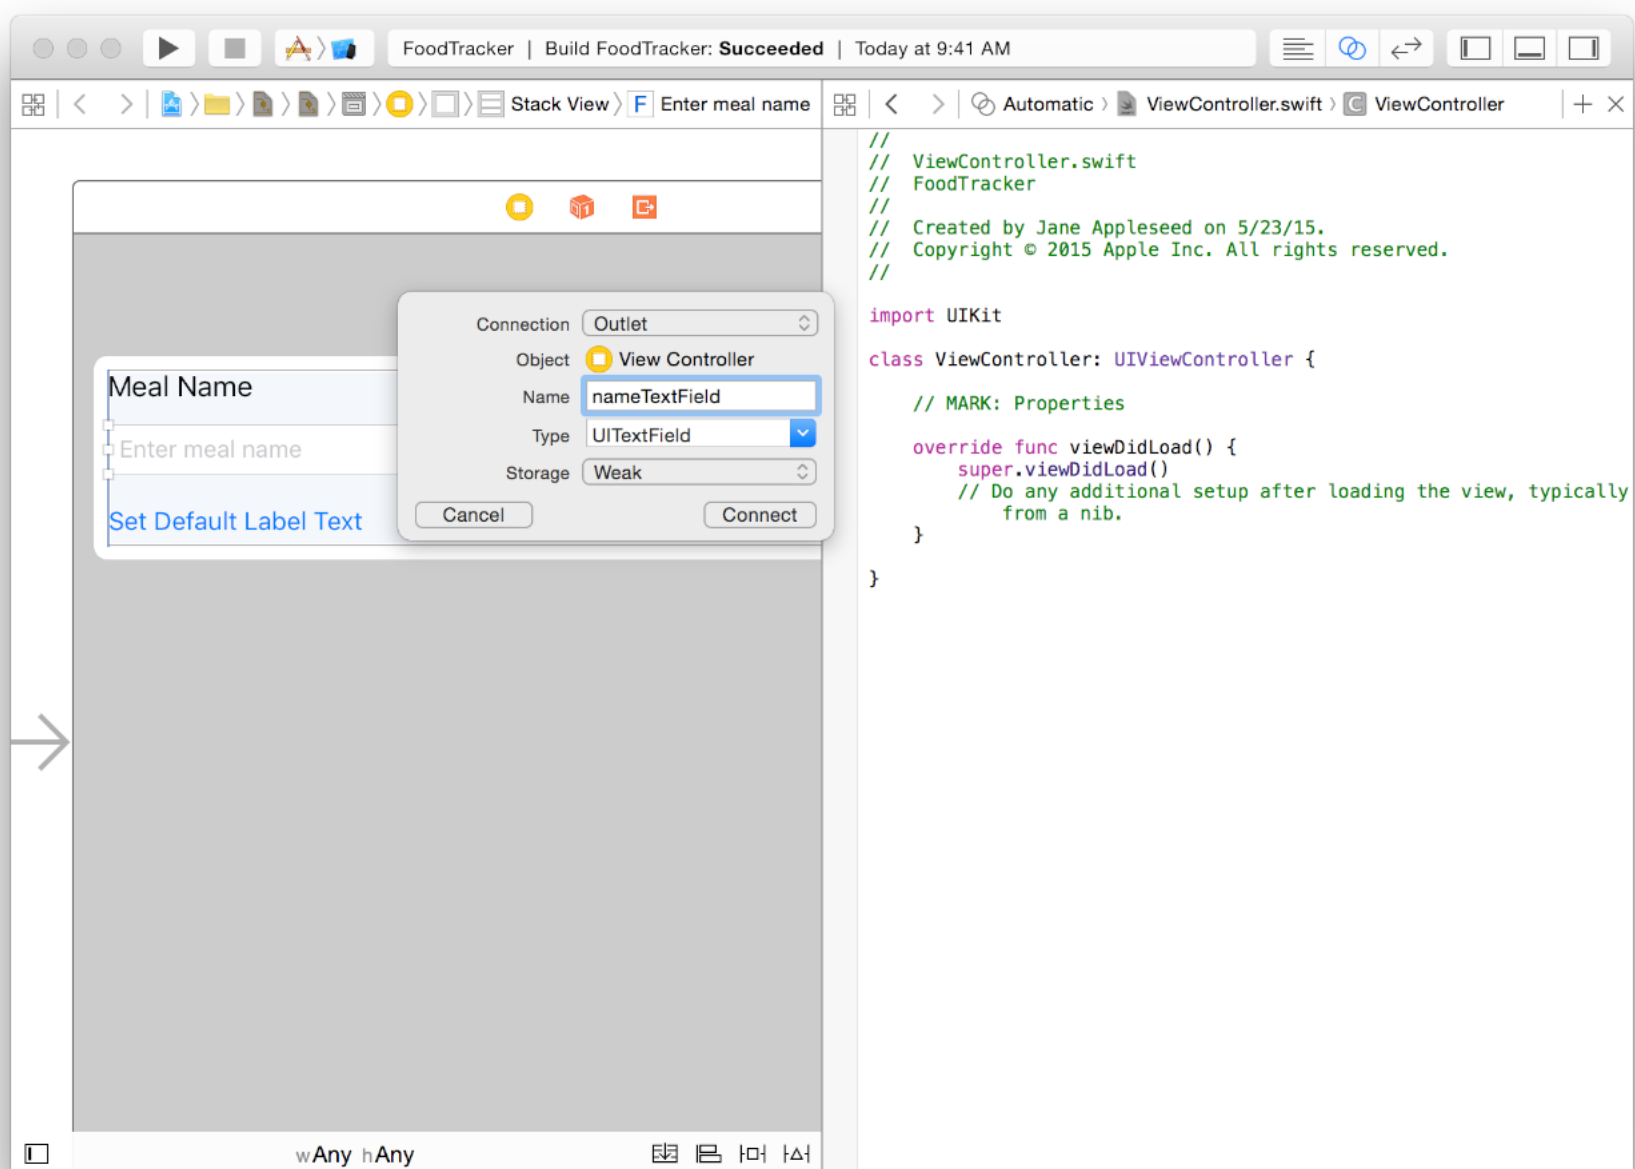 FoodTracker | Build FoodTracker: Succeeded | Today at 9:41 AM
Stack View F Enter meal name
Automatic ViewController.swift C ViewController
Connection Outlet
Object View Controller
Name nameTextField
Type UITextField
Storage Weak
Cancel Connect
Meal Name
Enter meal name
Set Default Label Text
wAny hAny
//
// ViewController.swift
// FoodTracker
//
// Created by Jane Appleseed on 5/23/15.
// Copyright © 2015 Apple Inc. All rights reserved.
//
import UIKit
class ViewController: UIViewController {
// MARK: Properties
override func viewDidLoad() {
super.viewDidLoad()
// Do any additional setup after loading the view, typically
from a nib.
}
}